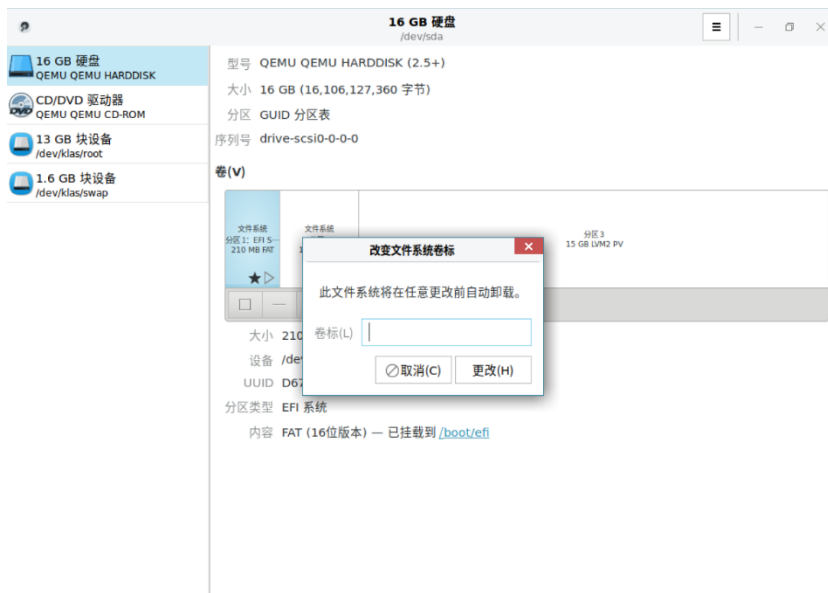 16 GB 硬盘
/dev/sda
16 GB 硬盘
QEMU QEMU HARDDISK
CD/DVD 驱动器
QEMU QEMU CD-ROM
13 GB 块设备
/dev/klas/root
1.6 GB 块设备
/dev/klas/swap
型号 QEMU QEMU HARDDISK (2.5+)
大小 16 GB (16,106,127,360 字节)
分区 GUID 分区表
序列号 drive-scsi0-0-0-0
卷(V)
文件系统
分区 1: EFI S…
210 MB FAT
文件系统
分区 3
15 GB LVM2 PV
改变文件系统卷标
此文件系统将在任意更改前自动卸载。
卷标(L)
取消(C) 更改(H)
大小 210
设备 /de
UUID D67
分区类型 EFI 系统
内容 FAT (16位版本) — 已挂载到 /boot/efi